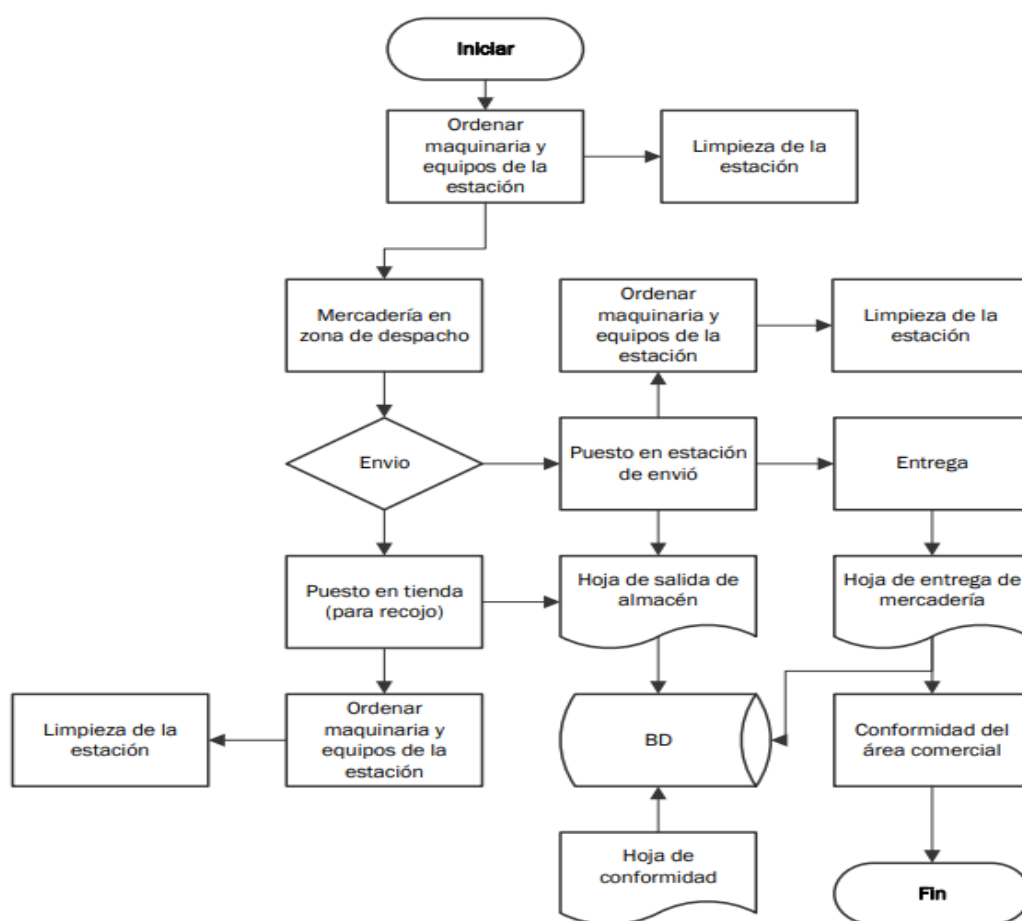 Iniciar
Ordenar
maquinaria y
equipos de la
estación
Limpieza de la
estación
Mercadería en
zona de despacho
Ordenar
maquinaria y
equipos de la
estación
Limpieza de la
estación
Envio
Puesto en estación
de envió
Entrega
Puesto en tienda
(para recojo)
Hoja de salida de
almacén
Hoja de entrega de
mercadería
Limpieza de la
estación
Ordenar
maquinaria y
equipos de la
estación
BD
Conformidad del
área comercial
Hoja de
conformidad
Fin